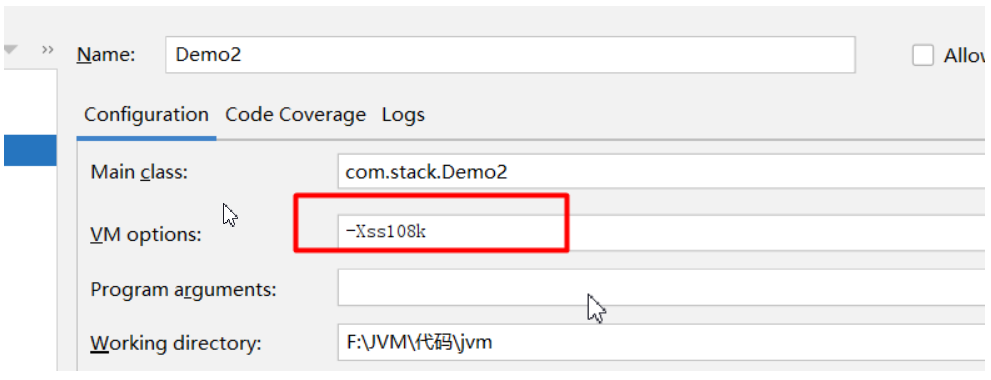 »
Name: Demo2
Allov
Configuration Code Coverage Logs
Main class: com.stack.Demo2
VM options: -Xss108k
Program arguments:
Working directory: F:\JVM\代码\jvm